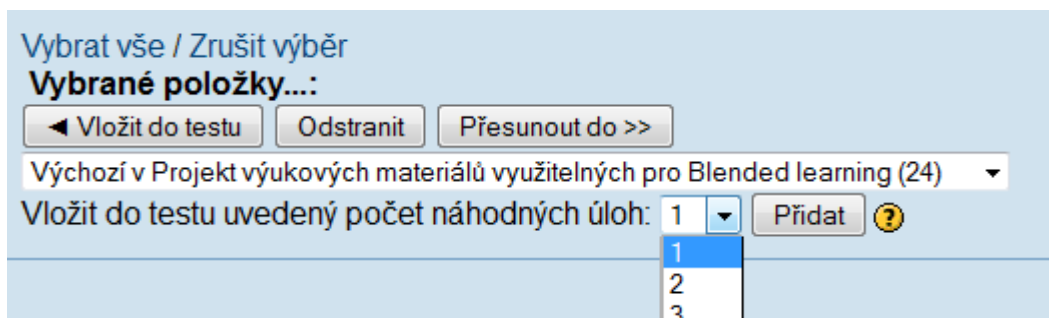 Vybrat vše / Zrušit výběr
Vybrané položky...:
◄ Vložit do testu Odstranit Přesunout do >>
Výchozí v Projekt výukových materiálů využitelných pro Blended learning (24)
Vložit do testu uvedený počet náhodných úloh: 1 Přidat ?
1
2
3